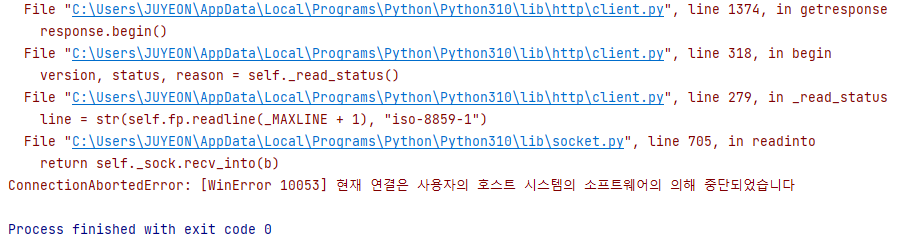 File "C:\Users\JUYEON\AppData\Local\Programs\Python\Python310\lib\http\client.py", line 1374, in getresponse
response.begin()
File "C:\Users\JUYEON\AppData\Local\Programs\Python\Python310\lib\http\client.py", line 318, in begin
version, status, reason = self._read_status()
File "C:\Users\JUYEON\AppData\Local\Programs\Python\Python310\lib\http\client.py", line 279, in _read_status
line = str(self.fp.readline(_MAXLINE + 1), "iso-8859-1")
File "C:\Users\JUYEON\AppData\Local\Programs\Python\Python310\lib\socket.py", line 705, in readinto
return self._sock.recv_into(b)
ConnectionAbortedError: [WinError 10053] 현재 연결은 사용자의 호스트 시스템의 소프트웨어의 의해 중단되었습니다
Process finished with exit code 0